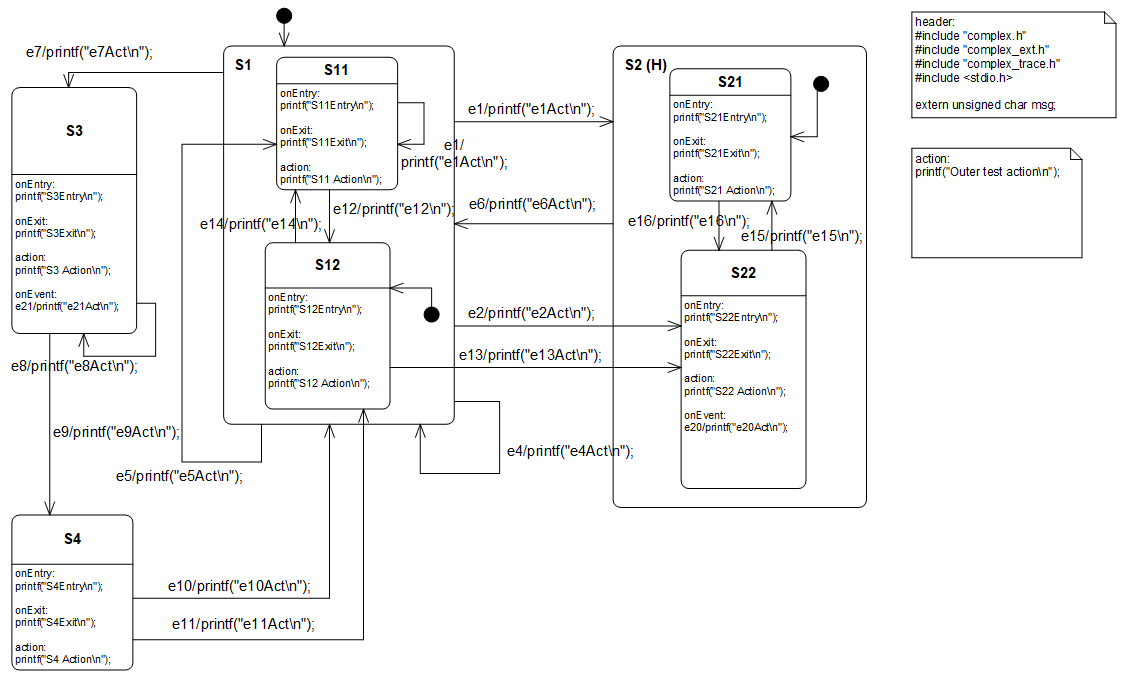 e7/printf("e7Act\n");
S3
onEntry:
printf("S3Entry\n");
onExit:
printf("S3Exit\n");
action:
printf("S3 Action\n");
onEvent:
e21/printf("e21Act\n");
e8/printf("e8Act\n");
e9/printf("e9Act\n");
S4
onEntry:
printf("S4Entry\n");
onExit:
printf("S4Exit\n");
action:
printf("S4 Action\n");
S1
S11
onEntry:
printf("S11Entry\n");
onExit:
printf("S11Exit\n");
action:
printf("S11 Action\n");
e1/
printf("e1Act\n");
e14/printf("e14\n");
e12/printf("e12\n");
S12
onEntry:
printf("S12Entry\n");
onExit:
printf("S12Exit\n");
action:
printf("S12 Action\n");
e5/printf("e5Act\n");
e10/printf("e10Act\n");
e11/printf("e11Act\n");
e1/printf("e1Act\n");
e6/printf("e6Act\n");
e2/printf("e2Act\n");
e13/printf("e13Act\n");
e4/printf("e4Act\n");
S2 (H)
S21
onEntry:
printf("S21Entry\n");
onExit:
printf("S21Exit\n");
action:
printf("S21 Action\n");
e16/printf("e16\n");
e15/printf("e15\n");
S22
onEntry:
printf("S22Entry\n");
onExit:
printf("S22Exit\n");
action:
printf("S22 Action\n");
onEvent:
e20/printf("e20Act\n");
header:
#include "complex.h"
#include "complex_ext.h"
#include "complex_trace.h"
#include <stdio.h>
extern unsigned char msg;
action:
printf("Outer test action\n");